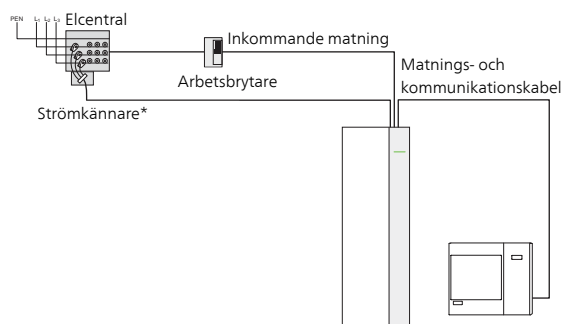 PEN L₁ L₂ L₃ Elcentral
Inkommande matning
Arbetsbrytare
Matnings- och
kommunikationskabel
Strömkännare*